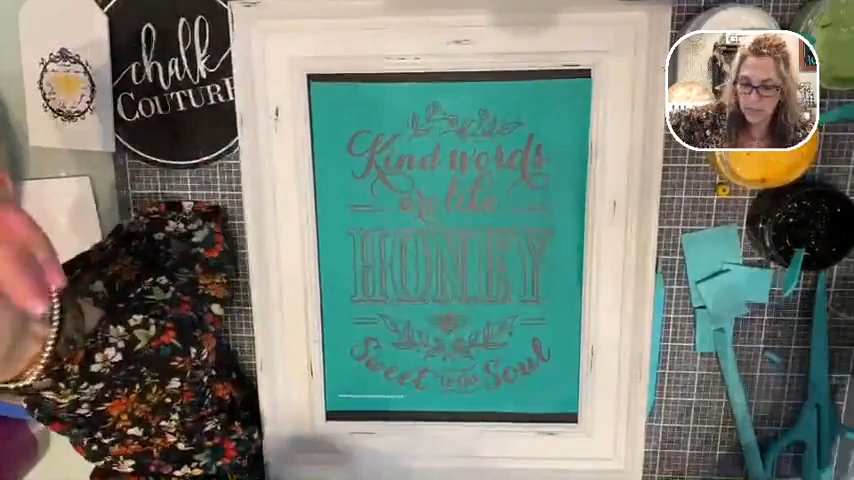 chalk
COUTURE
Kind words
are like
HONEY
Sweet to the Soul